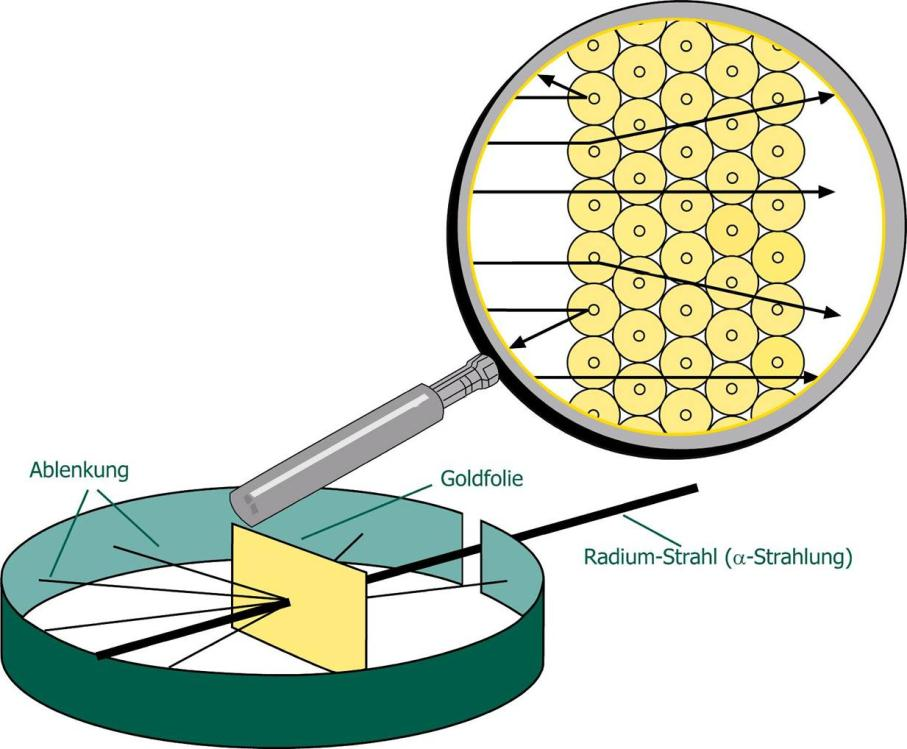 Ablenkung
Goldfolie
Radium-Strahl (α-Strahlung)